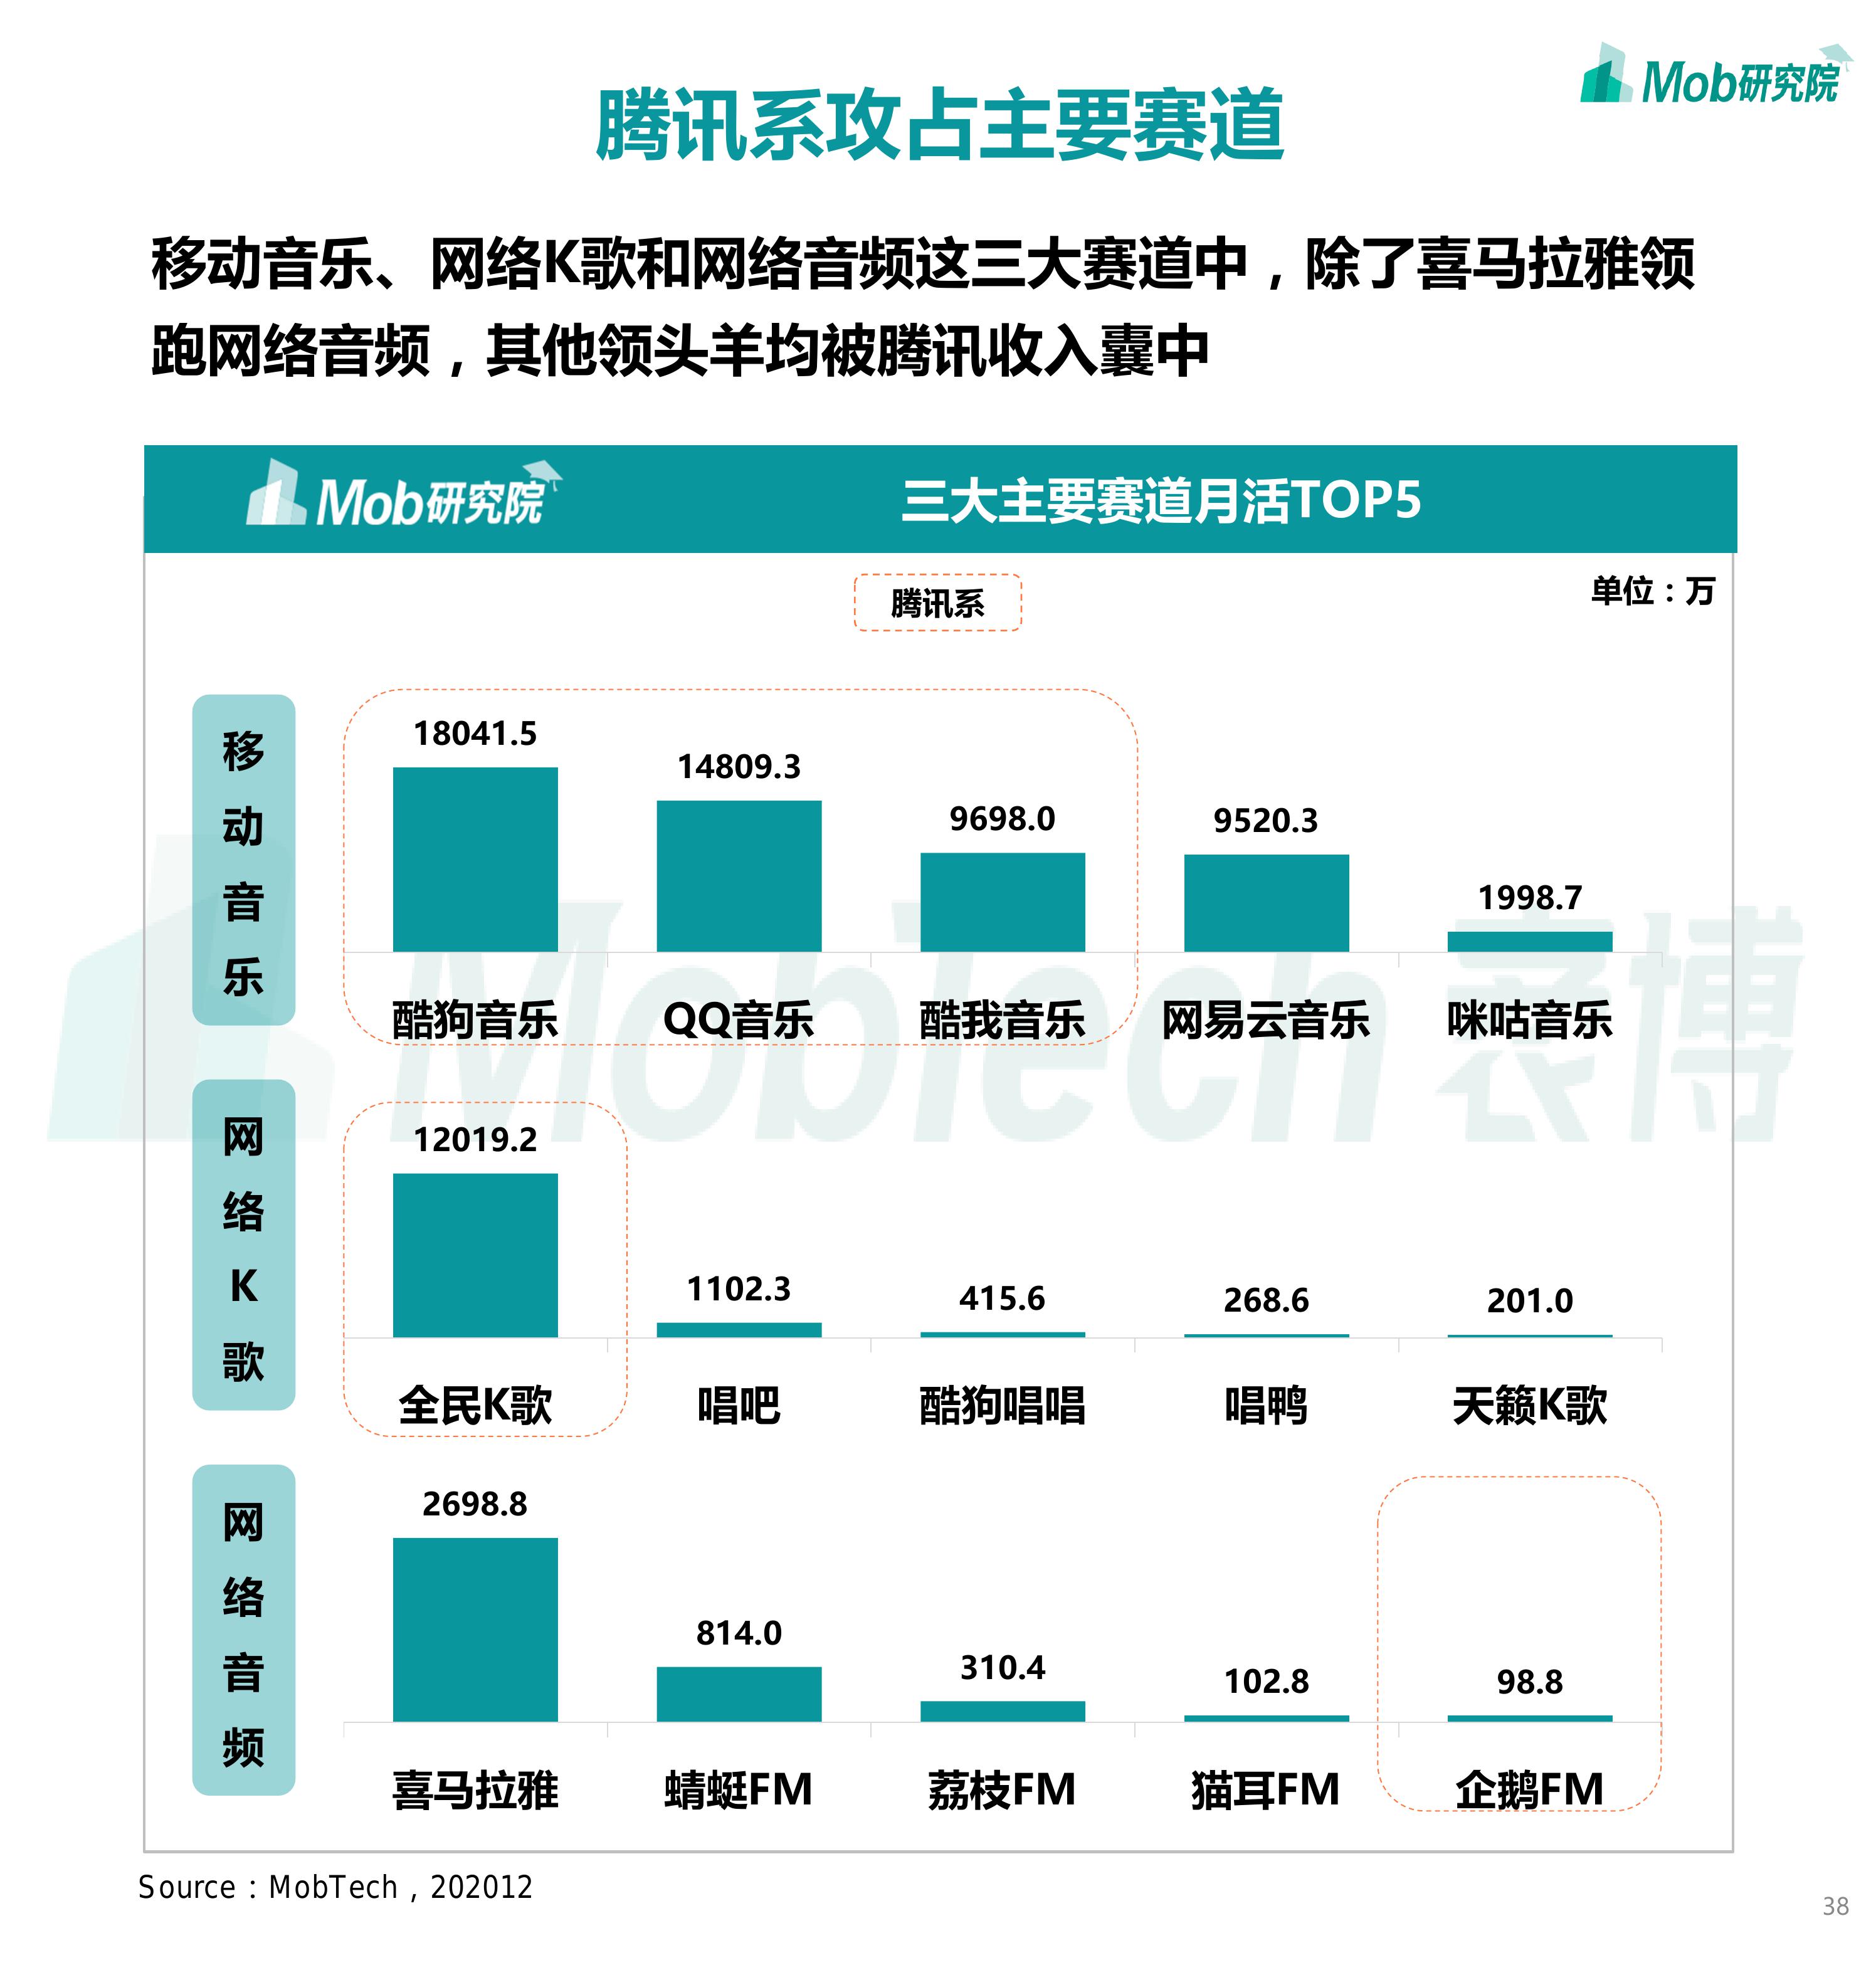 Mob研究院
腾讯系攻占主要赛道
移动音乐、网络K歌和网络音频这三大赛道中，除了喜马拉雅领
跑网络音频，其他领头羊均被腾讯收入囊中
Mob研究院
三大主要赛道月活TOP5
腾讯系
单位：万
移动音乐
18041.5
14809.3
9698.0
9520.3
1998.7
酷狗音乐
QQ音乐
酷我音乐
网易云音乐
咪咕音乐
网络K歌
12019.2
1102.3
415.6
268.6
201.0
全民K歌
唱吧
酷狗唱唱
唱鸭
天籁K歌
网络音频
2698.8
814.0
310.4
102.8
98.8
喜马拉雅
蜻蜓FM
荔枝FM
猫耳FM
企鹅FM
MobTech 袤博
Source：MobTech，202012
38